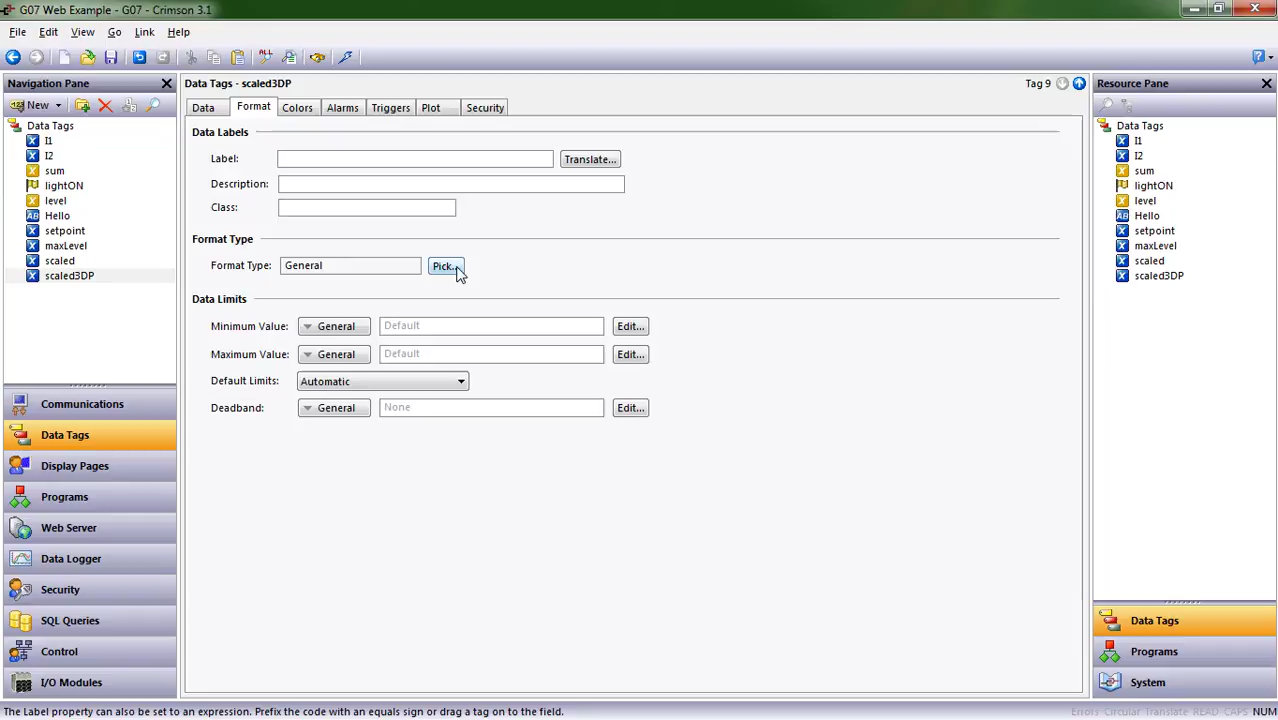 G07 Web Example - G07 - Crimson 3.1
File Edit View Go Link Help
Navigation Pane
New
Data Tags
I1
I2
sum
lightON
level
Hello
setpoint
maxLevel
scaled
scaled3DP
Communications
Data Tags
Display Pages
Programs
Web Server
Data Logger
Security
SQL Queries
Control
I/O Modules
Data Tags - scaled3DP
Tag 9
Data Format Colors Alarms Triggers Plot Security
Data Labels
Label: Translate...
Description:
Class:
Format Type
Format Type: General Pick...
Data Limits
Minimum Value: General Default Edit...
Maximum Value: General Default Edit...
Default Limits: Automatic
Deadband: General None Edit...
Resource Pane
Data Tags
I1
I2
sum
lightON
level
Hello
setpoint
maxLevel
scaled
scaled3DP
Data Tags
Programs
System
The Label property can also be set to an expression. Prefix the code with an equals sign or drag a tag on to the field.
Errors Circular Translate READ CAPS NUM